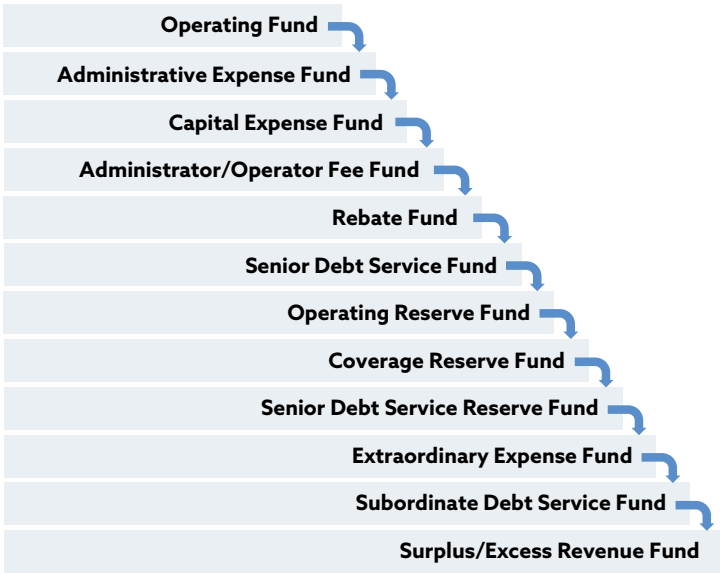 Operating Fund
Administrative Expense Fund
Capital Expense Fund
Administrator/Operator Fee Fund
Rebate Fund
Senior Debt Service Fund
Operating Reserve Fund
Coverage Reserve Fund
Senior Debt Service Reserve Fund
Extraordinary Expense Fund
Subordinate Debt Service Fund
Surplus/Excess Revenue Fund